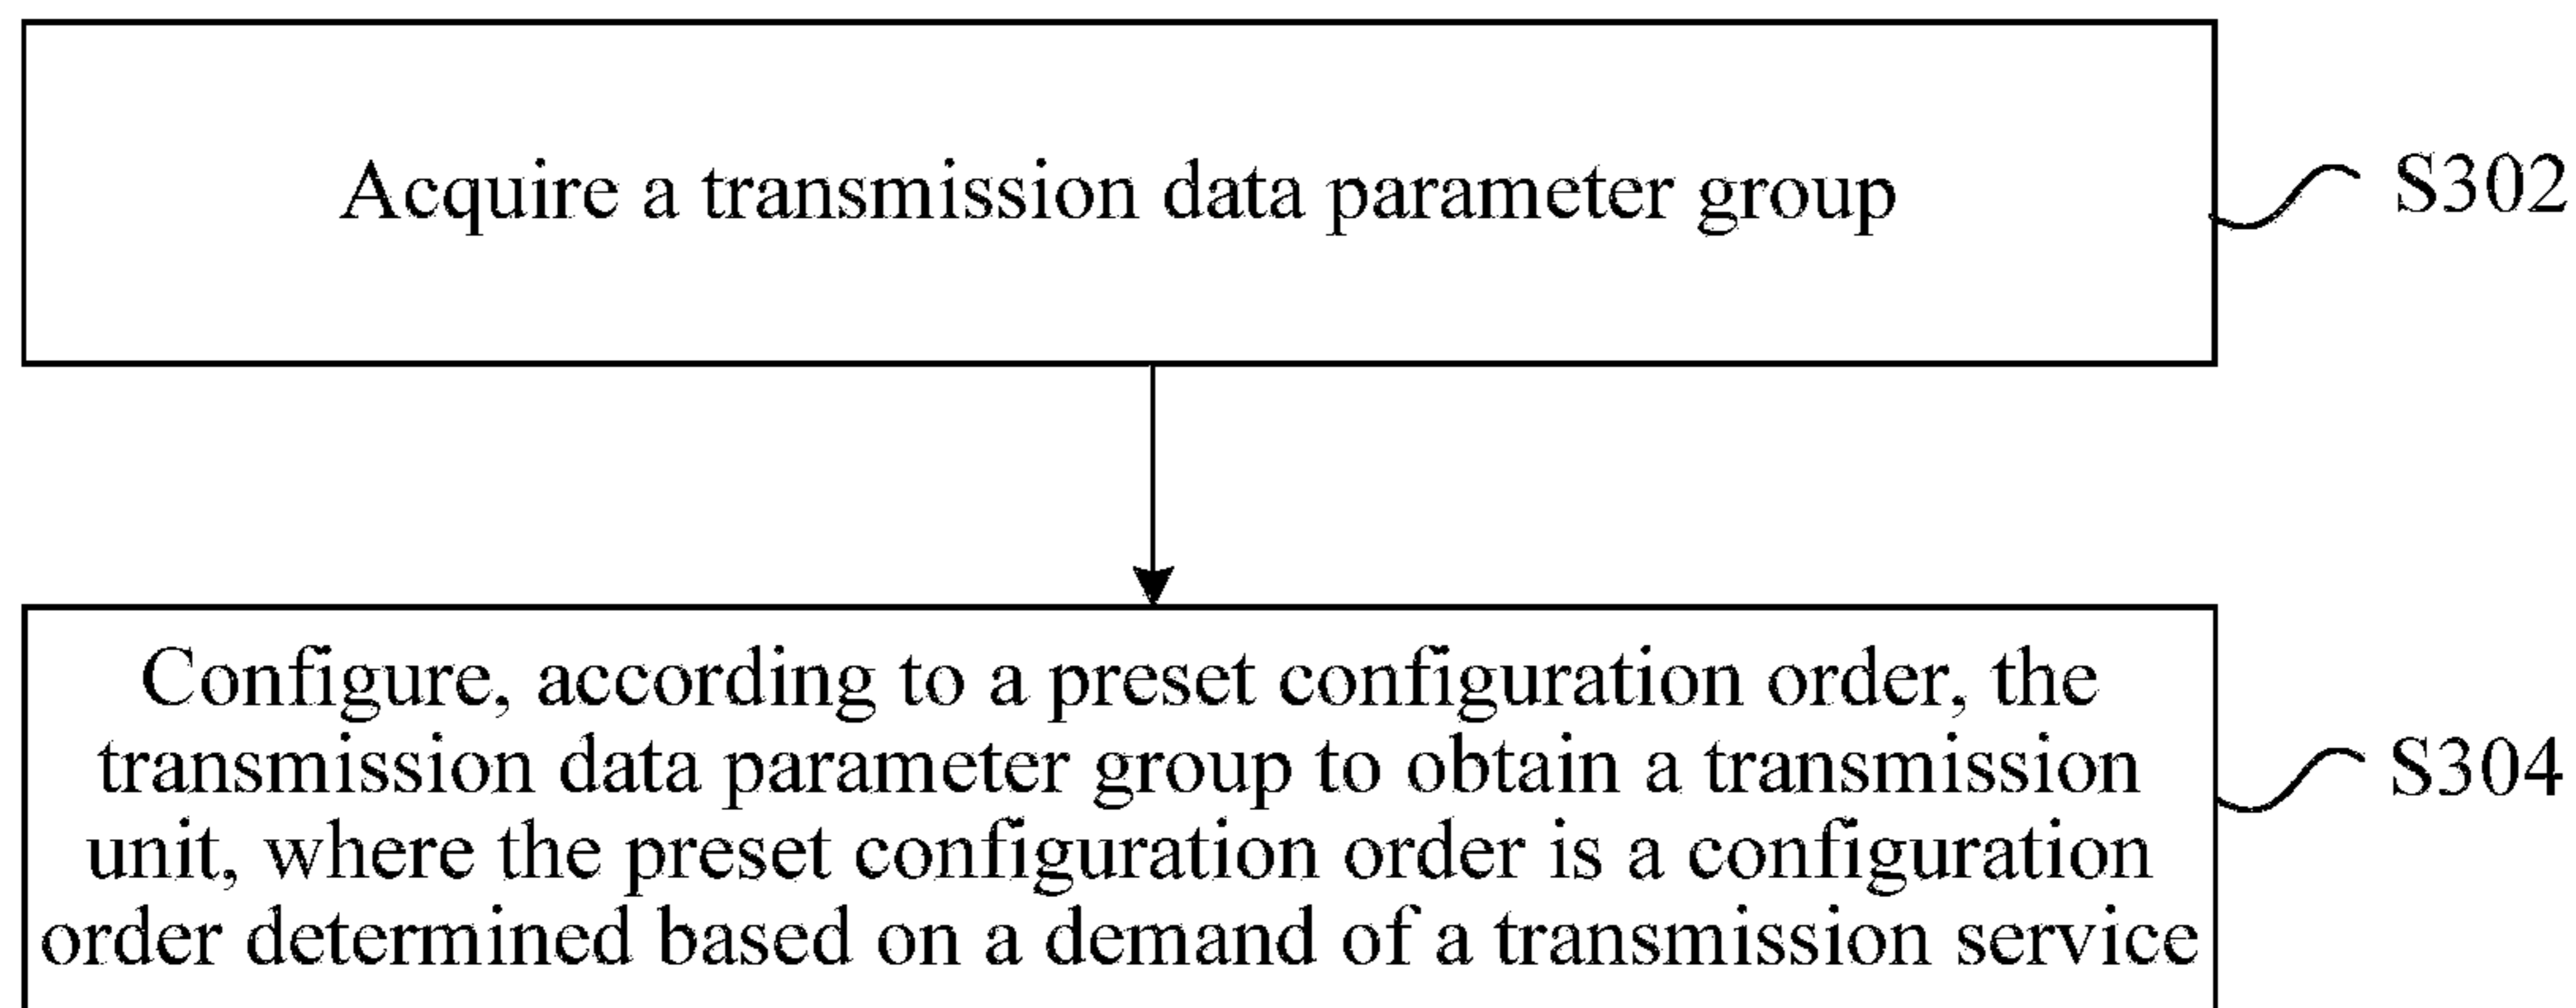 Acquire a transmission data parameter group
S302
Configure, according to a preset configuration order, the
transmission data parameter group to obtain a transmission
unit, where the preset configuration order is a configuration
order determined based on a demand of a transmission service
S304